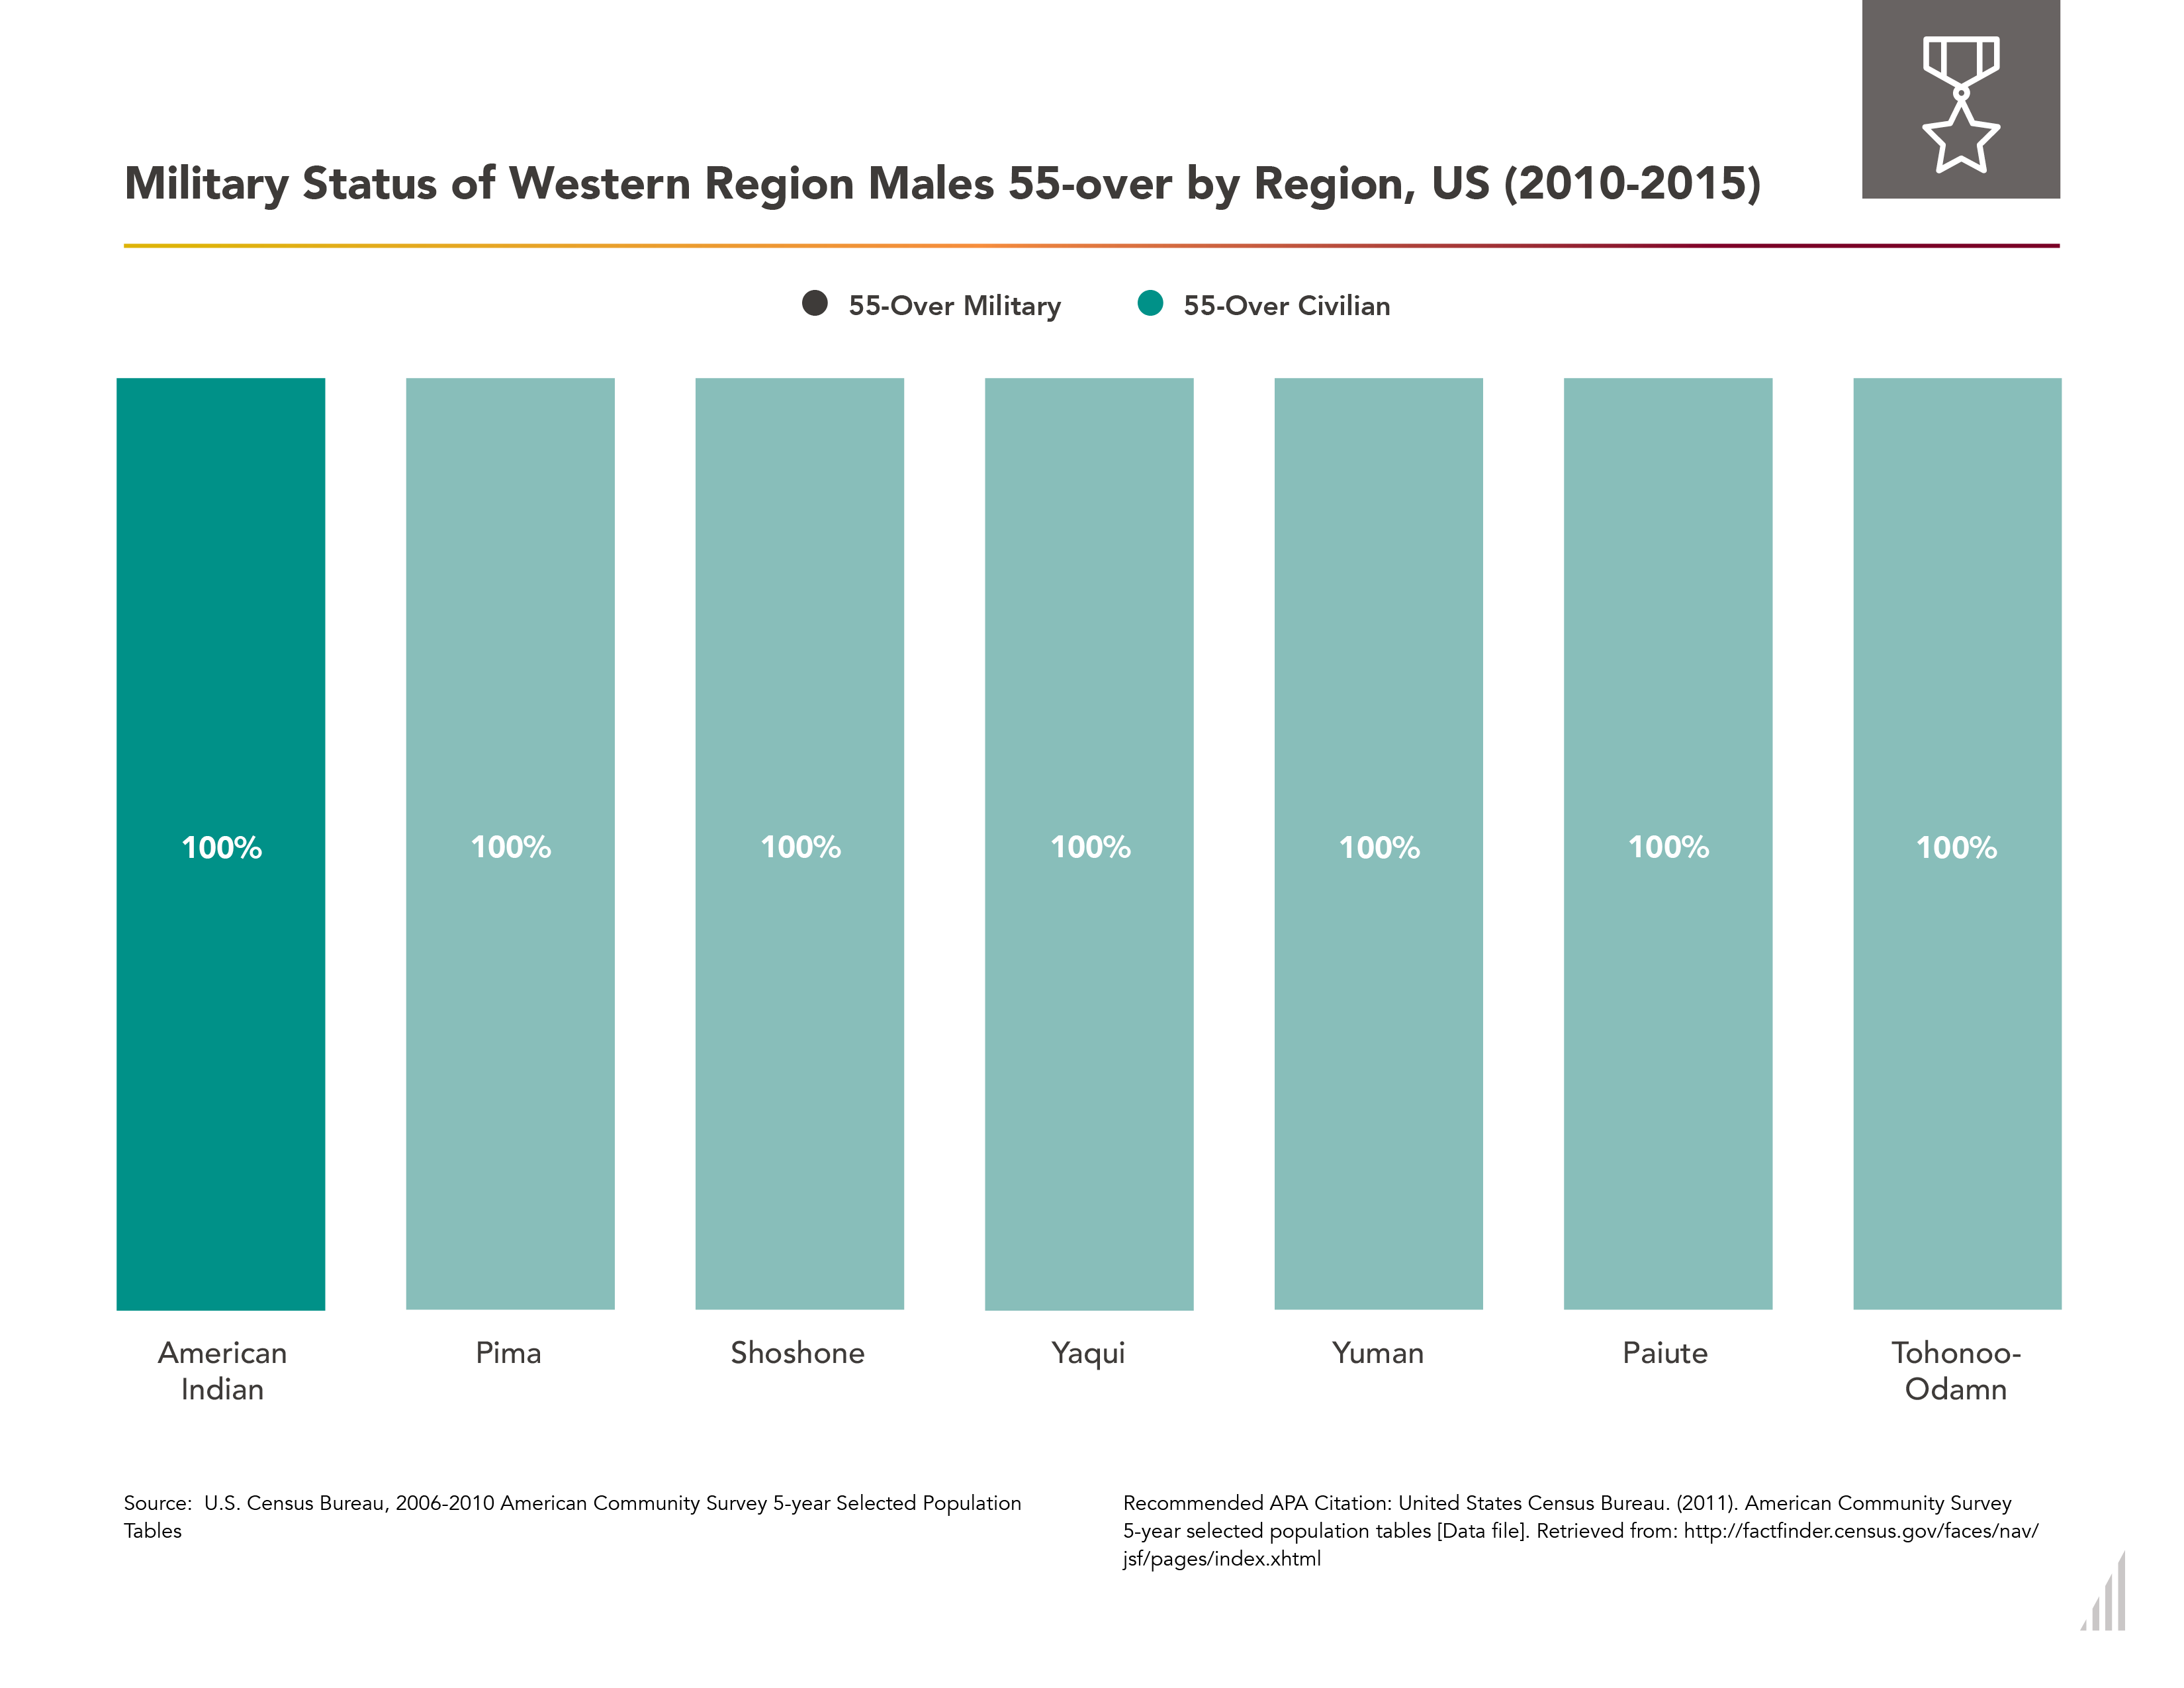 Military Status of Western Region Males 55-over by Region, US (2010-2015)
55-Over Military
55-Over Civilian
100%
100%
100%
100%
100%
100%
100%
American
Indian
Pima
Shoshone
Yaqui
Yuman
Paiute
Tohonoo-
Odamn
Source:  U.S. Census Bureau, 2006-2010 American Community Survey 5-year Selected Population
Tables
Recommended APA Citation: United States Census Bureau. (2011). American Community Survey
5-year selected population tables [Data file]. Retrieved from: http://factfinder.census.gov/faces/nav/
jsf/pages/index.xhtml